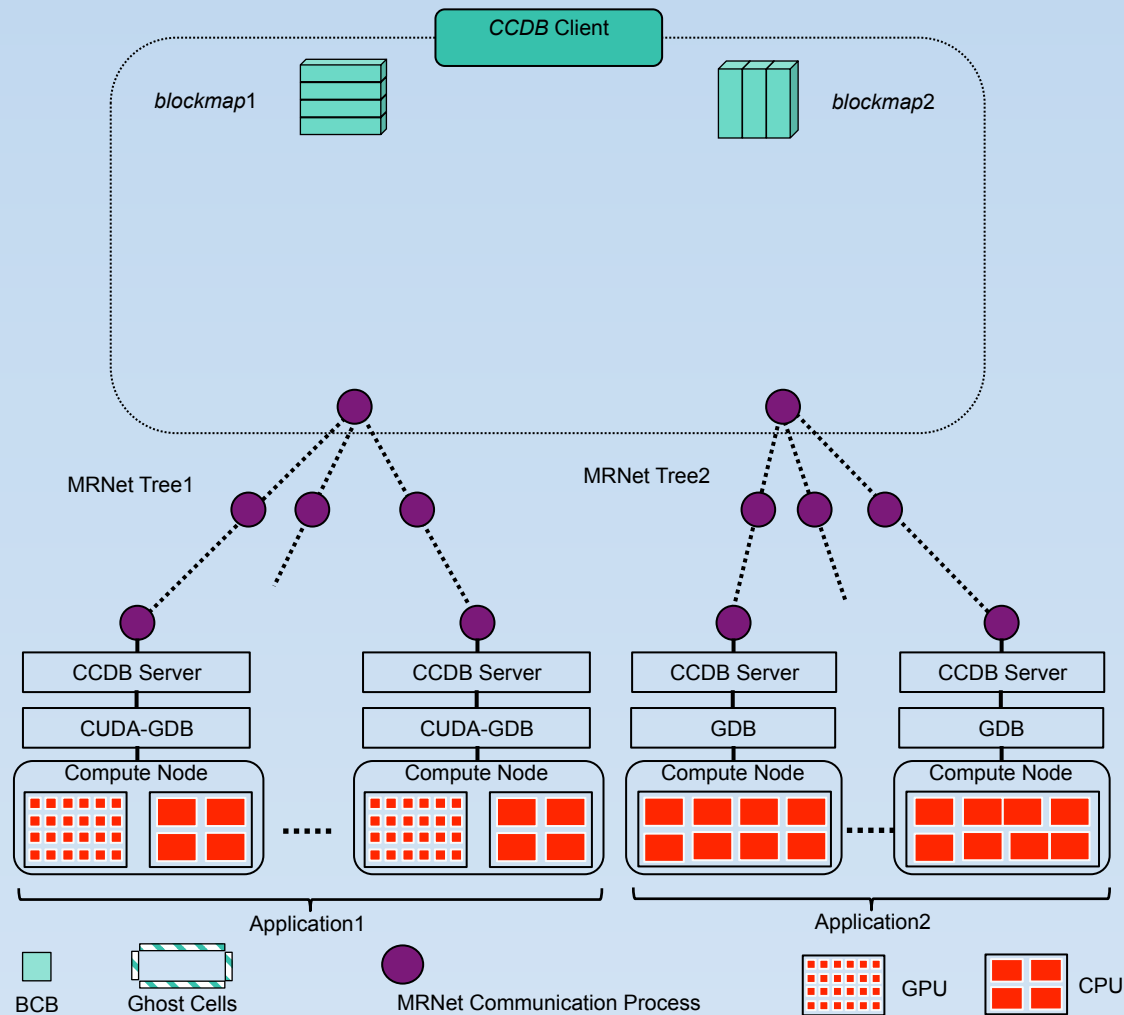 CCDB Client
blockmap1
blockmap2
MRNet Tree1
MRNet Tree2
CCDB Server
CCDB Server
CCDB Server
CCDB Server
CUDA-GDB
CUDA-GDB
GDB
GDB
Compute Node
Compute Node
Compute Node
Compute Node
Application1
Application2
BCB
Ghost Cells
MRNet Communication Process
GPU
CPU